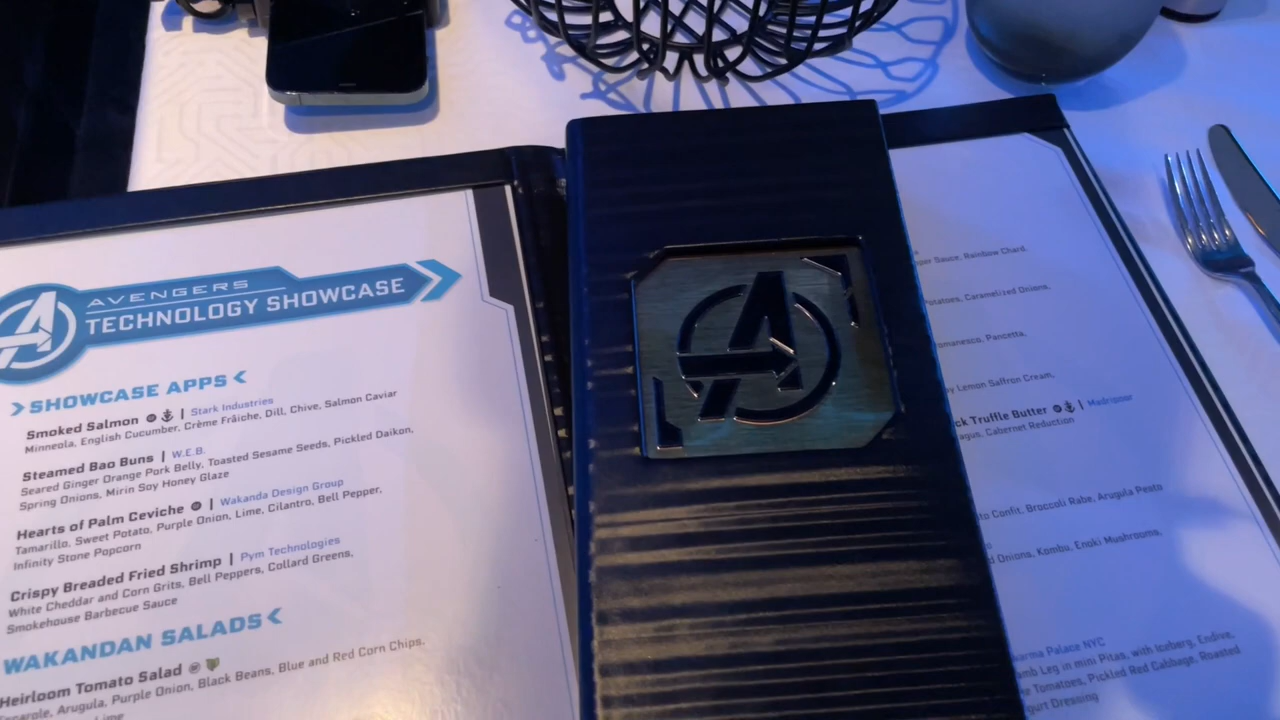 AVENGERS
TECHNOLOGY SHOWCASE
SHOWCASE APPS
Smoked Salmon | Stark Industries
Minneola, English Cucumber, Crème Frâiche, Dill, Chive, Salmon Caviar
Steamed Bao Buns | W.E.B.
Seared Ginger Orange Pork Belly, Toasted Sesame Seeds, Pickled Daikon,
Spring Onions, Mirin Soy Honey Glaze
Hearts of Palm Ceviche | Wakanda Design Group
Tamarillo, Sweet Potato, Purple Onion, Lime, Cilantro, Bell Pepper,
Infinity Stone Popcorn
Crispy Breaded Fried Shrimp | Pym Technologies
White Cheddar and Corn Grits, Bell Peppers, Collard Greens,
Smokehouse Barbecue Sauce
WAKANDAN SALADS
Heirloom Tomato Salad
Escarole, Arugula, Purple Onion, Black Beans, Blue and Red Corn Chips,
Lime
Sauce, Rainbow Chard,
Potatoes, Caramelized Onions,
Romanesco, Pancetta,
Lemon Saffron Cream,
Truffle Butter | Madripoor
Cabernet Reduction
Confit, Broccoli Rabe, Arugula Pesto
Onions, Kombu, Enoki Mushrooms,
Palace NYC
Leg in mini Pitas, with Iceberg, Endive,
Tomatoes, Pickled Red Cabbage, Roasted
Dressing